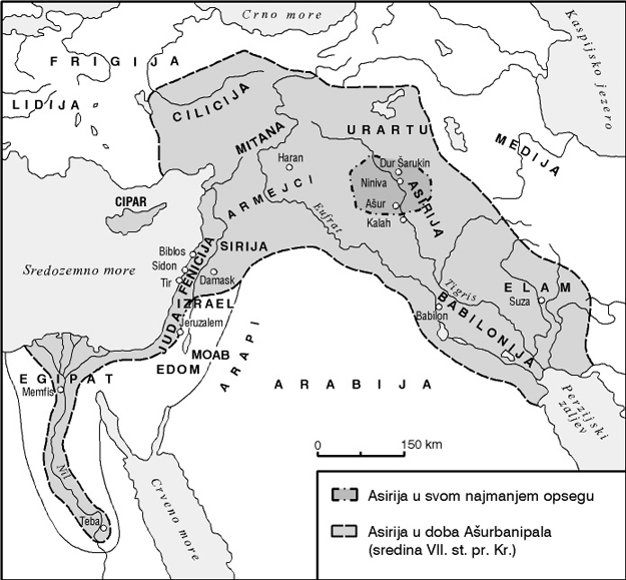 Crno more
Kaspijsko jezero
FRIGIJA
LIDIJA
CILICIJA
MITANA
URARTU
MEDIJA
Haran
Dur Šarukin
Niniva
ASIRIJA
Ašur
Kalah
ARMEJCI
Eufrat
CIPAR
Biblos
SIRIJA
FENICIJA
Sidon
Sredozemno more
Tir
Damask
Tigris
ELAM
Suza
IZRAEL
Babilon
BABILONIJA
JUDA
Jeruzalem
MOAB
EDOM
ARAPI
ARABIJA
EGIPAT
Memfis
Perzijski
zaljev
0 150 km
Nil
Crveno more
Teba
Asirija u svom najmanjem opsegu
Asirija u doba Ašurbanipala
(sredina VII. st. pr. Kr.)